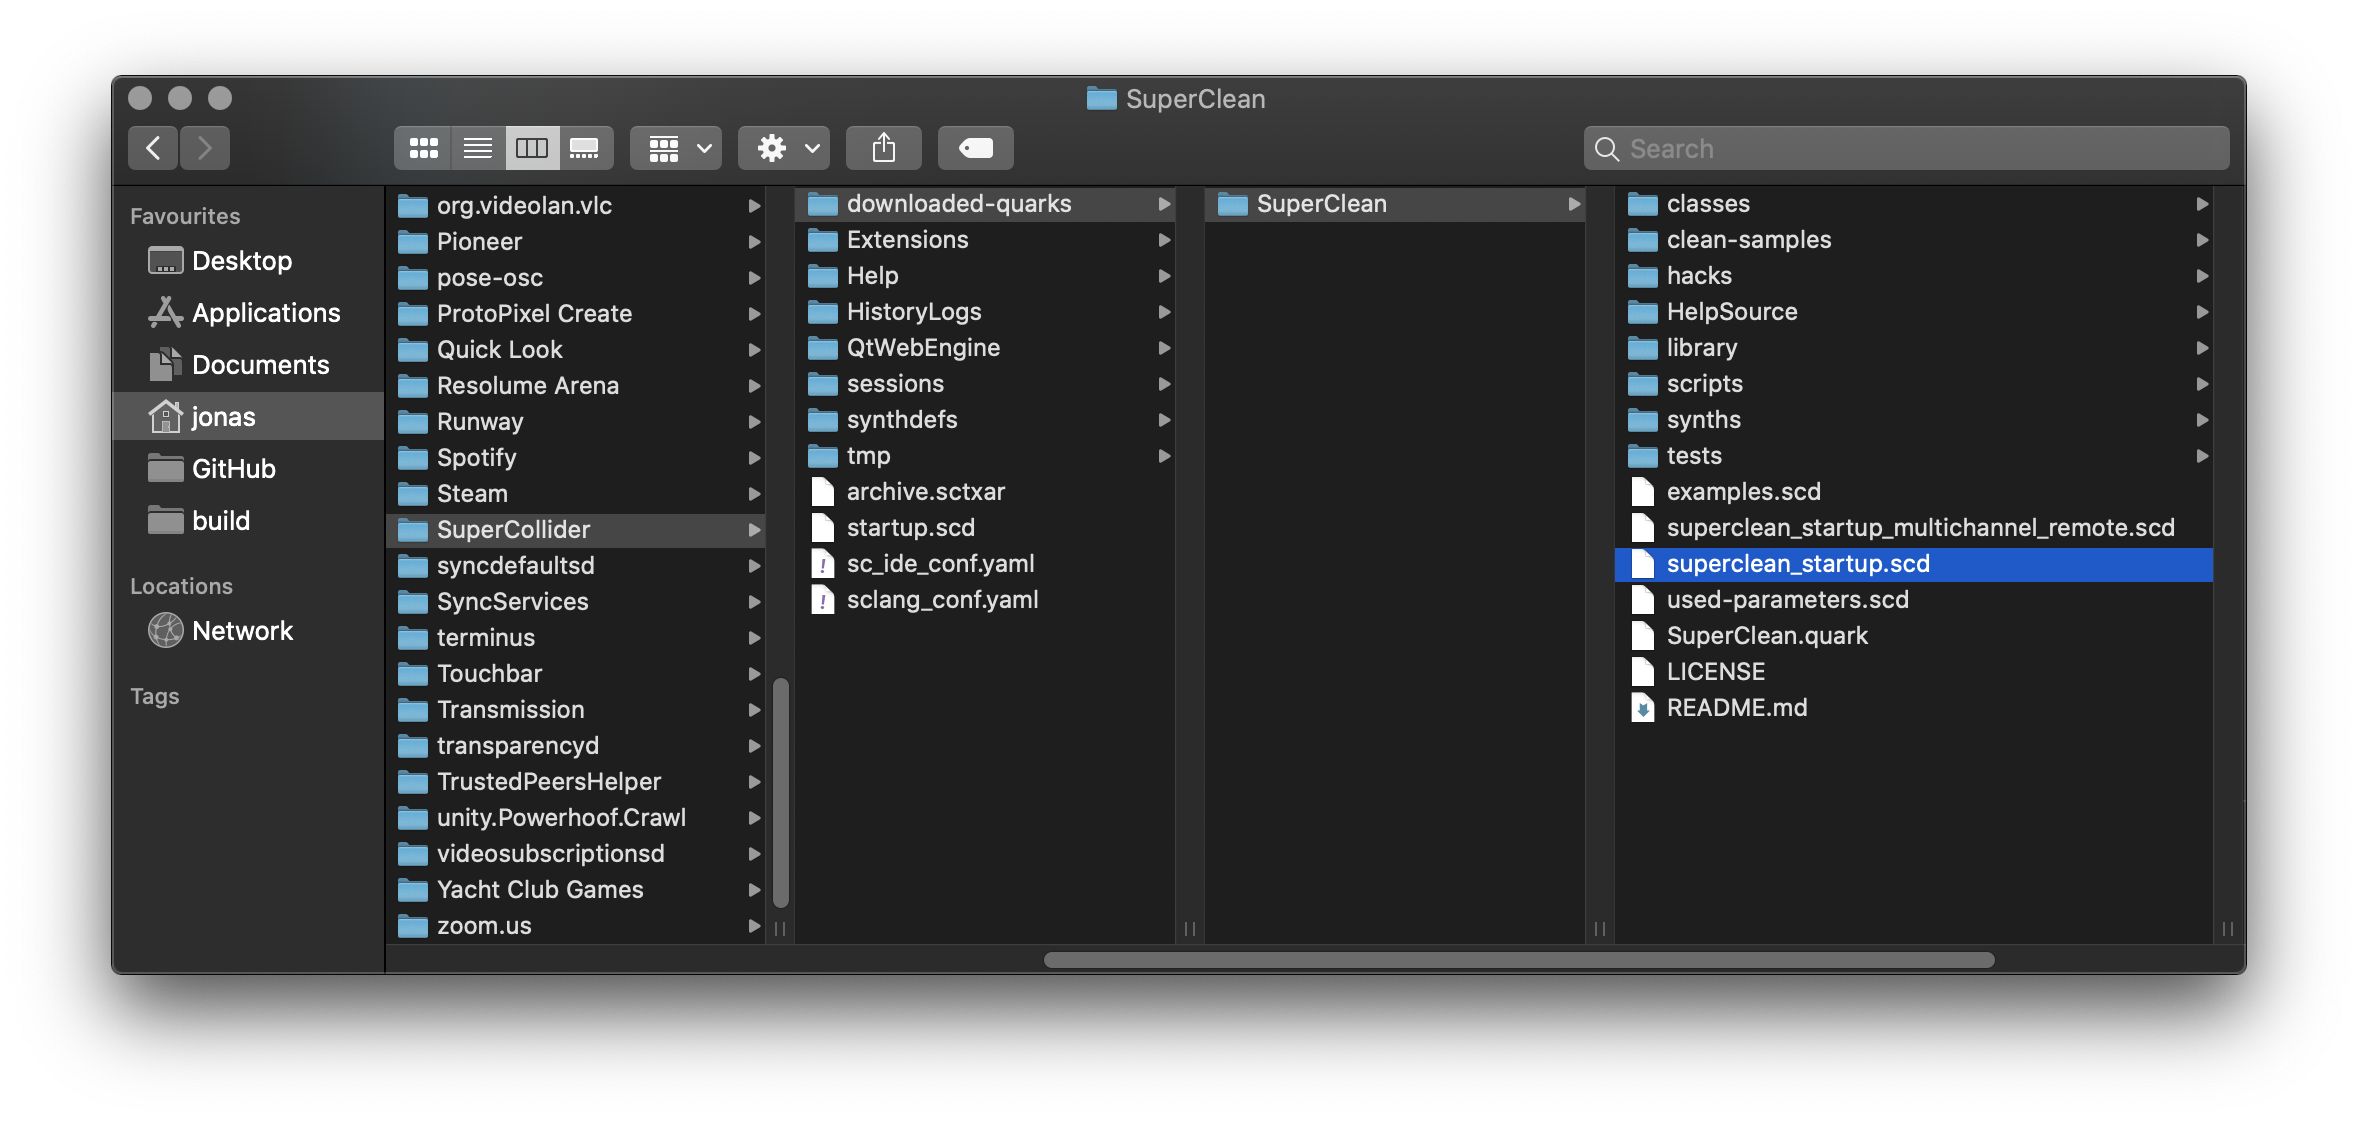 SuperClean
Search
Favourites
Desktop
Applications
Documents
jonas
GitHub
build
Locations
Network
Tags
org.videolan.vlc
Pioneer
pose-osc
ProtoPixel Create
Quick Look
Resolume Arena
Runway
Spotify
Steam
SuperCollider
syncdefaultsd
SyncServices
terminus
Touchbar
Transmission
transparencyd
TrustedPeersHelper
unity.Powerhoof.Crawl
videosubscriptionsd
Yacht Club Games
zoom.us
downloaded-quarks
Extensions
Help
HistoryLogs
QtWebEngine
sessions
synthdefs
tmp
archive.sctxar
startup.scd
sc_ide_conf.yaml
sclang_conf.yaml
SuperClean
classes
clean-samples
hacks
HelpSource
library
scripts
synths
tests
examples.scd
superclean_startup_multichannel_remote.scd
superclean_startup.scd
used-parameters.scd
SuperClean.quark
LICENSE
README.md